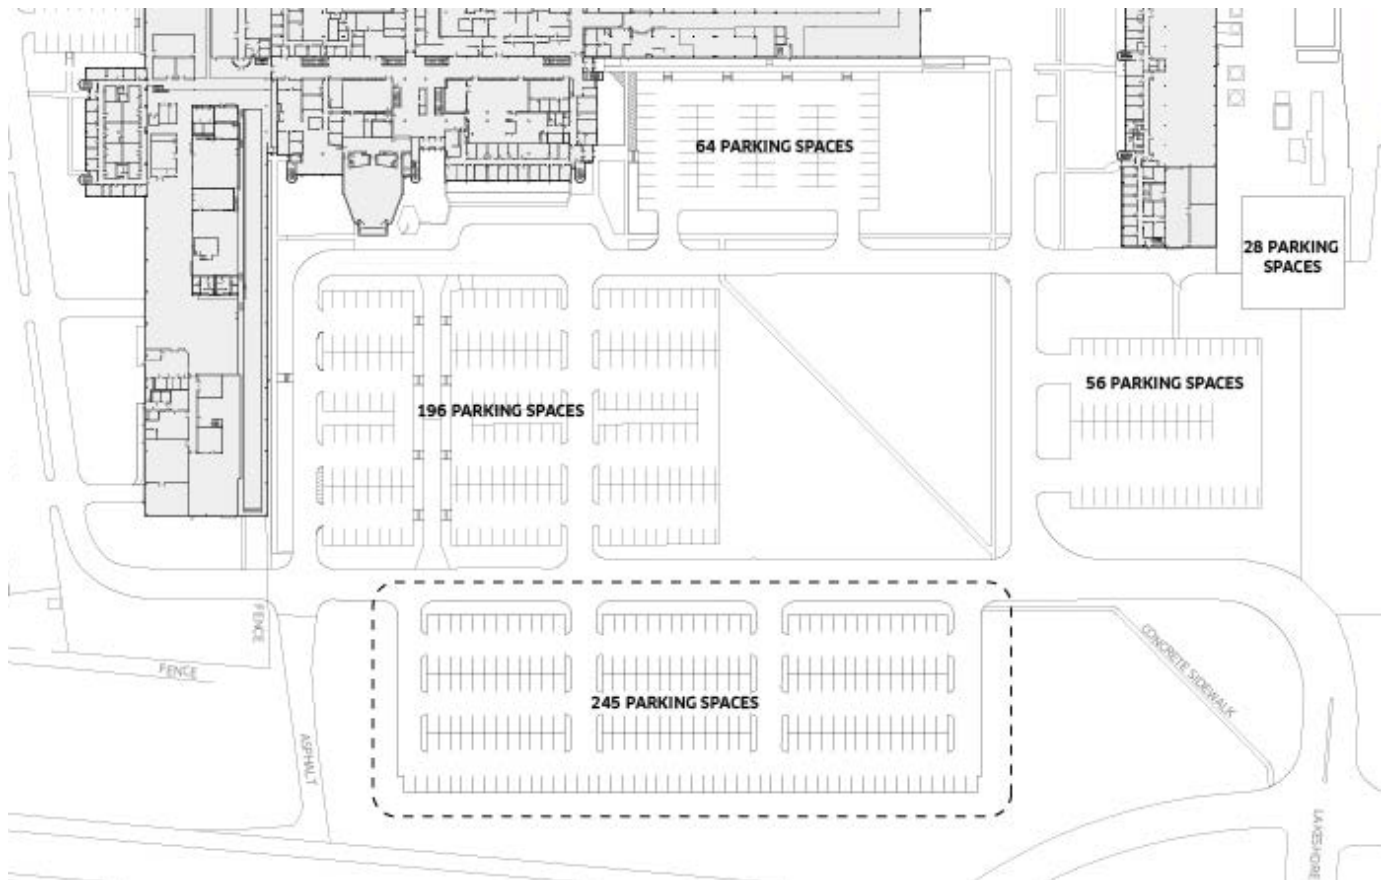 64 PARKING SPACES
28 PARKING
SPACES
56 PARKING SPACES
196 PARKING SPACES
FENCE
FENCE
CONCRETE SIDEWALK
245 PARKING SPACES
ASPHALT
LAKESHORE